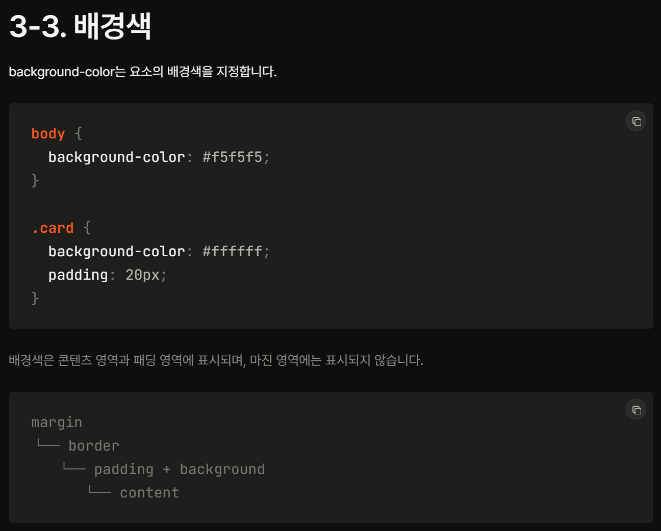 3-3. 배경색
background-color는 요소의 배경색을 지정합니다.
body {
  background-color: #f5f5f5;
}
.card {
  background-color: #ffffff;
  padding: 20px;
}
배경색은 콘텐츠 영역과 패딩 영역에 표시되며, 마진 영역에는 표시되지 않습니다.
margin
└── border
    └── padding + background
        └── content